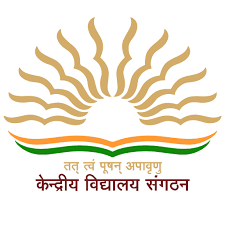 तत् त्वं पूषन् अपावृणु
केन्द्रीय विद्यालय संगठन